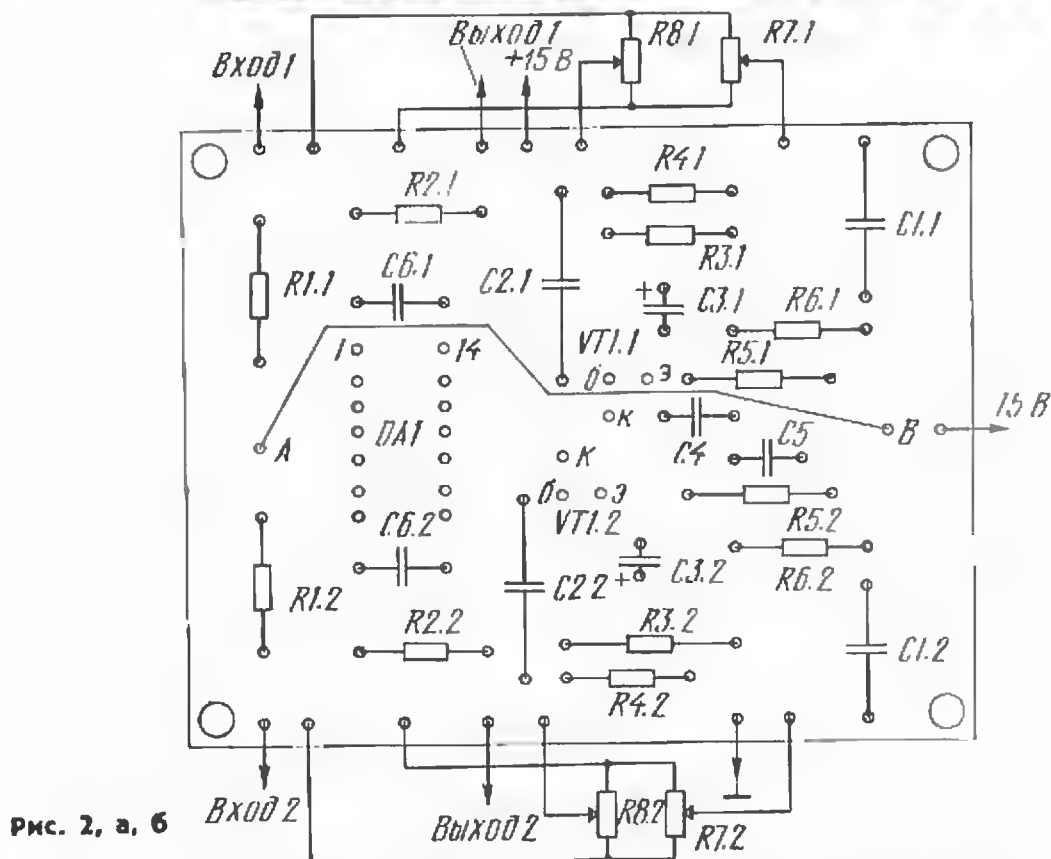 Вход 1
Выход 1
+15 В
R8.1
R7.1
R2.1
R4.1
R3.1
C1.1
R1.1
C6.1
C2.1
+
C3.1
R6.1
1
14
VT1.1
Б
Э
R5.1
К
А
DA1
К
C4
C5
В
15 В
Б
Э
VT1.2
R5.2
C6.2
R1.2
C2.2
+
C3.2
R6.2
R2.2
R3.2
R4.2
C1.2
Вход 2
Выход 2
R8.2
R7.2
Рис. 2, а, б